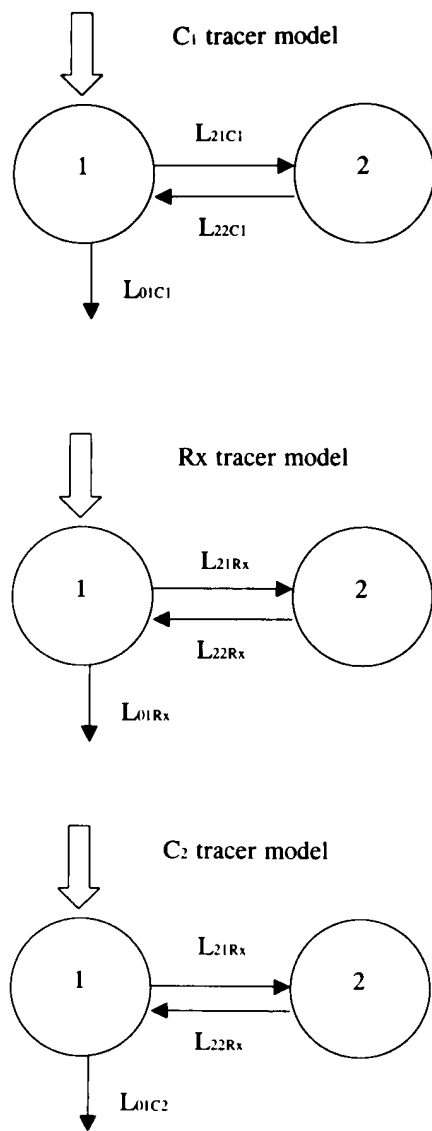 C1 tracer model
L21C1
1
2
L22C1
L01C1
Rx tracer model
L21Rx
1
2
L22Rx
L01Rx
C2 tracer model
L21Rx
1
2
L22Rx
L01C2